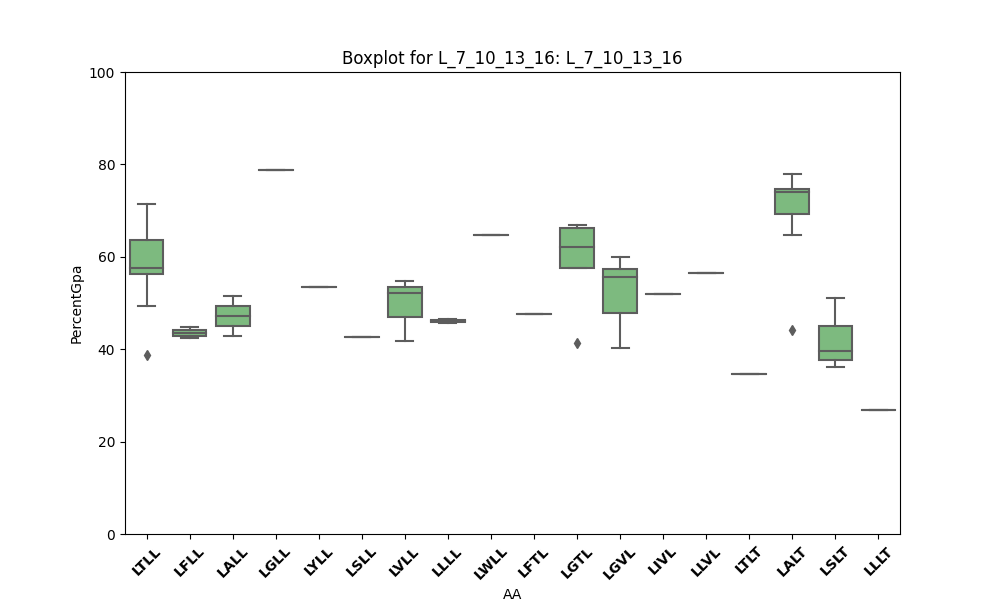 Boxplot for L_7_10_13_16: L_7_10_13_16
PercentGpa
100
80
60
40
20
0
LTLL LFLL LALL LGLL LYLL LSLL LVLL LLLL LWLL LFTL LGTL LGVL LIVL LLVL LTLT LALT LSLT LLLT
AA